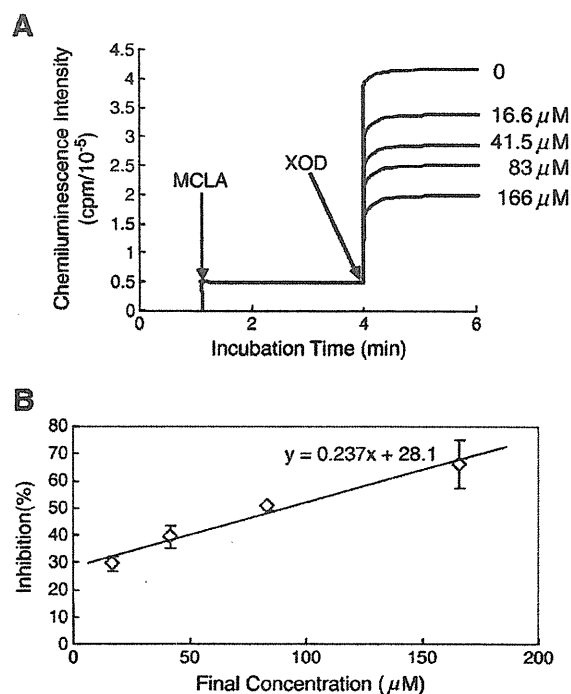 A
Chemiluminescence Intensity
(cpm/10⁻⁵)
4.5
4
3.5
3
2.5
2
1.5
1
0.5
0
MCLA
XOD
0
16.6 μM
41.5 μM
83 μM
166 μM
0
2
4
6
Incubation Time (min)
B
Inhibition(%)
80
70
60
50
40
30
20
10
0
y = 0.237x + 28.1
0
50
100
150
200
Final Concentration (μM)